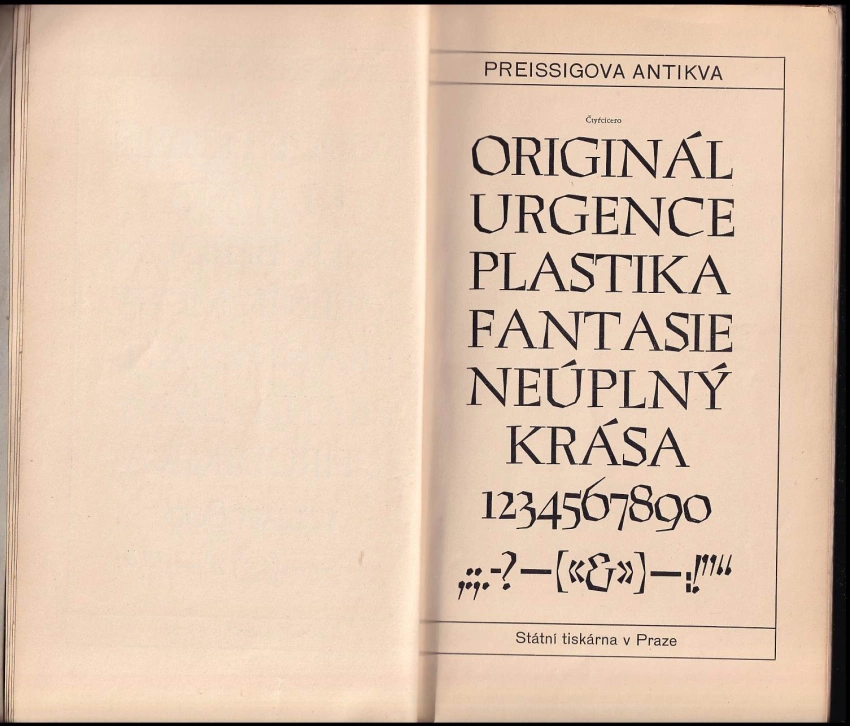 PREISSIGOVA ANTIKVA
Čtyřcicero
ORIGINÁL
URGENCE
PLASTIKA
FANTASIE
NEÚPLNÝ
KRÁSA
1234567890
,;:.-?—[«&»]—;!’’‘‘
Státní tiskárna v Praze